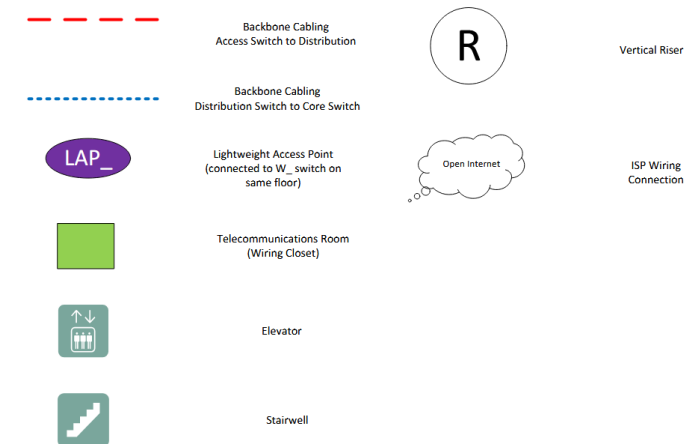 Backbone Cabling
Access Switch to Distribution
R
Vertical Riser
Backbone Cabling
Distribution Switch to Core Switch
LAP_
Lightweight Access Point
(connected to W_ switch on
same floor)
Open Internet
ISP Wiring
Connection
Telecommunications Room
(Wiring Closet)
Elevator
Stairwell